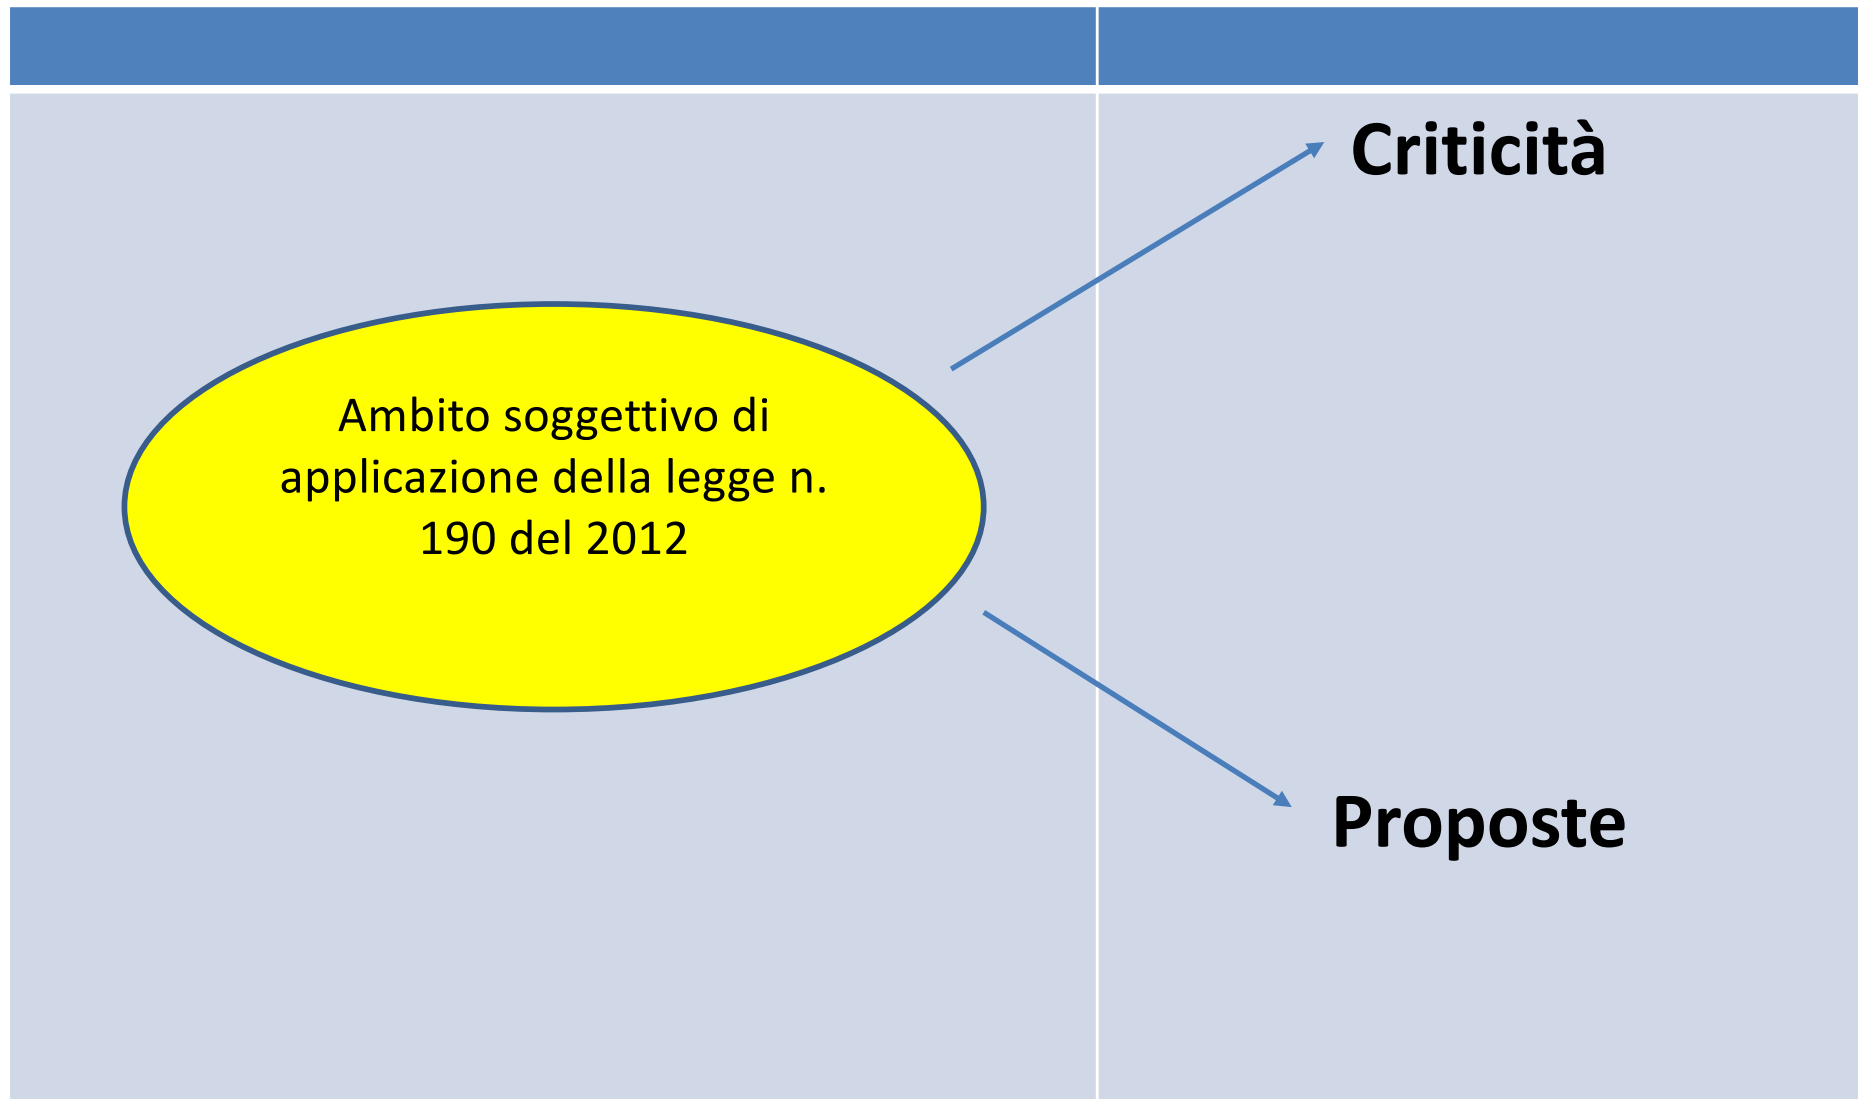 Criticità
Ambito soggettivo di
applicazione della legge n.
190 del 2012
Proposte